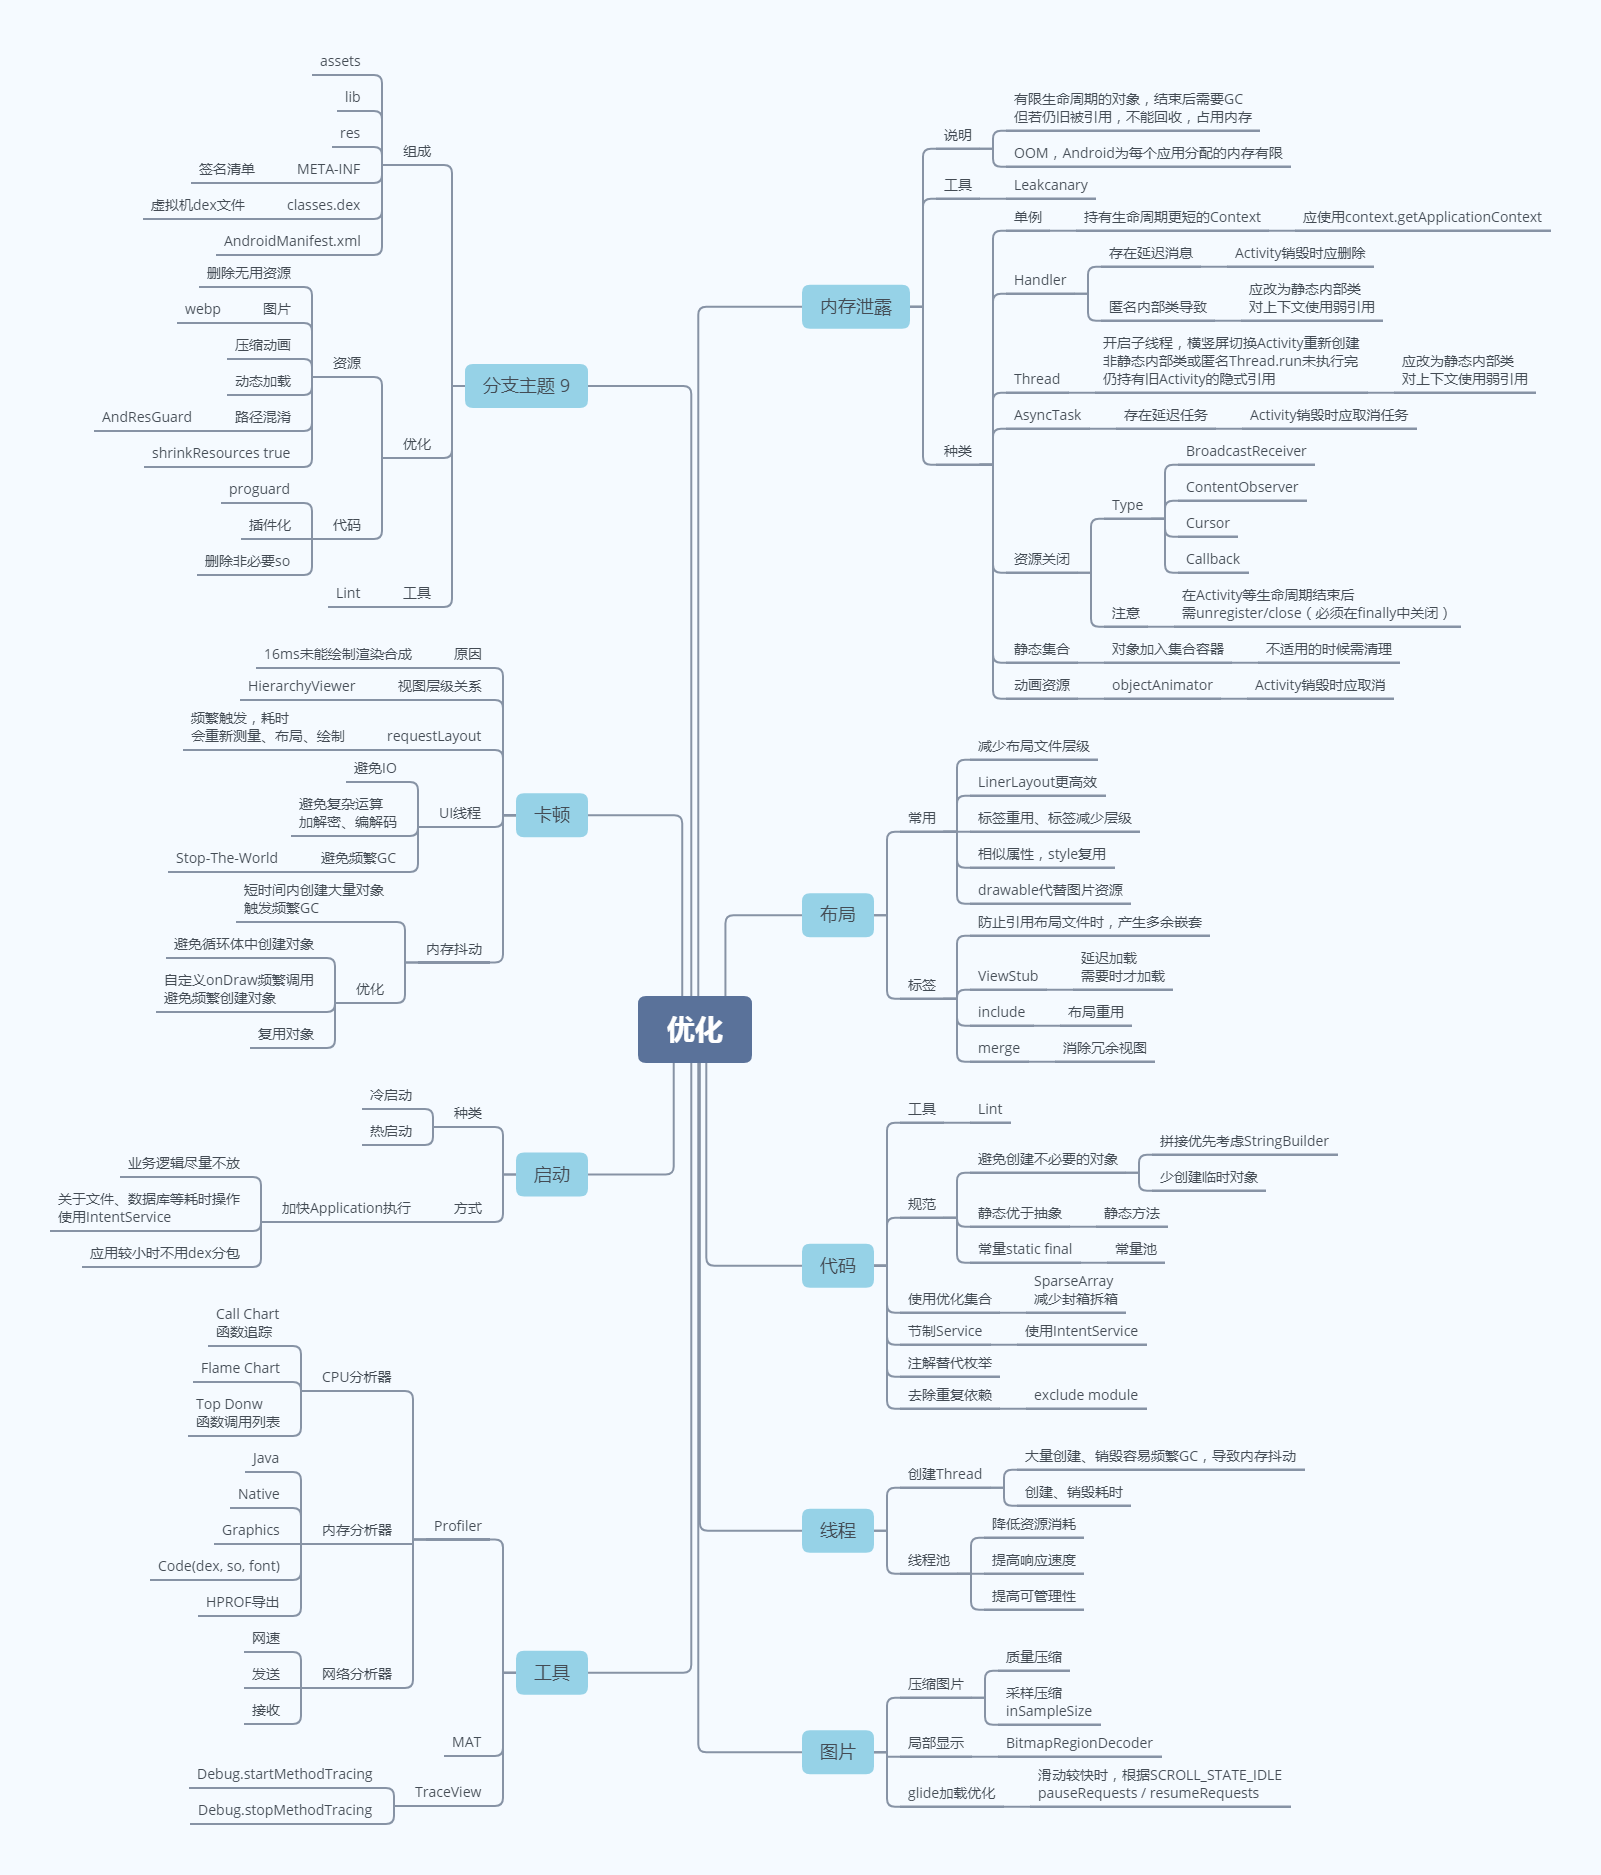 优化
内存泄露
说明
有限生命周期的对象，结束后需要GC
但若仍旧被引用，不能回收，占用内存
OOM，Android为每个应用分配的内存有限
工具
Leakcanary
种类
单例
持有生命周期更短的Context
应使用context.getApplicationContext
Handler
存在延迟消息
Activity销毁时应删除
匿名内部类导致
应改为静态内部类
对上下文使用弱引用
Thread
开启子线程，横竖屏切换Activity重新创建
非静态内部类或匿名Thread.run未执行完
仍持有旧Activity的隐式引用
应改为静态内部类
对上下文使用弱引用
AsyncTask
存在延迟任务
Activity销毁时应取消任务
资源关闭
Type
BroadcastReceiver
ContentObserver
Cursor
Callback
注意
在Activity等生命周期结束后
需unregister/close（必须在finally中关闭）
静态集合
对象加入集合容器
不适用的时候需清理
动画资源
objectAnimator
Activity销毁时应取消
布局
常用
减少布局文件层级
LinerLayout更高效
标签重用、标签减少层级
相似属性，style复用
drawable代替图片资源
标签
防止引用布局文件时，产生多余嵌套
ViewStub
延迟加载
需要时才加载
include
布局重用
merge
消除冗余视图
代码
工具
Lint
规范
避免创建不必要的对象
拼接优先考虑StringBuilder
少创建临时对象
静态优于抽象
静态方法
常量static final
常量池
使用优化集合
SparseArray
减少封箱拆箱
节制Service
使用IntentService
注解替代枚举
去除重复依赖
exclude module
线程
创建Thread
大量创建、销毁容易频繁GC，导致内存抖动
创建、销毁耗时
线程池
降低资源消耗
提高响应速度
提高可管理性
图片
压缩图片
质量压缩
采样压缩
inSampleSize
局部显示
BitmapRegionDecoder
glide加载优化
滑动较快时，根据SCROLL_STATE_IDLE
pauseRequests / resumeRequests
分支主题 9
组成
assets
lib
res
META-INF
签名清单
classes.dex
虚拟机dex文件
AndroidManifest.xml
优化
资源
删除无用资源
图片
webp
压缩动画
动态加载
路径混淆
AndResGuard
shrinkResources true
代码
proguard
插件化
删除非必要so
工具
Lint
卡顿
原因
16ms未能绘制渲染合成
视图层级关系
HierarchyViewer
requestLayout
频繁触发，耗时
会重新测量、布局、绘制
UI线程
避免IO
避免复杂运算
加解密、编解码
避免频繁GC
Stop-The-World
内存抖动
短时间内创建大量对象
触发频繁GC
优化
避免循环体中创建对象
自定义onDraw频繁调用
避免频繁创建对象
复用对象
启动
种类
冷启动
热启动
方式
加快Application执行
业务逻辑尽量不放
关于文件、数据库等耗时操作
使用IntentService
应用较小时不用dex分包
工具
Profiler
CPU分析器
Call Chart
函数追踪
Flame Chart
Top Donw
函数调用列表
内存分析器
Java
Native
Graphics
Code(dex, so, font)
HPROF导出
网络分析器
网速
发送
接收
MAT
TraceView
Debug.startMethodTracing
Debug.stopMethodTracing